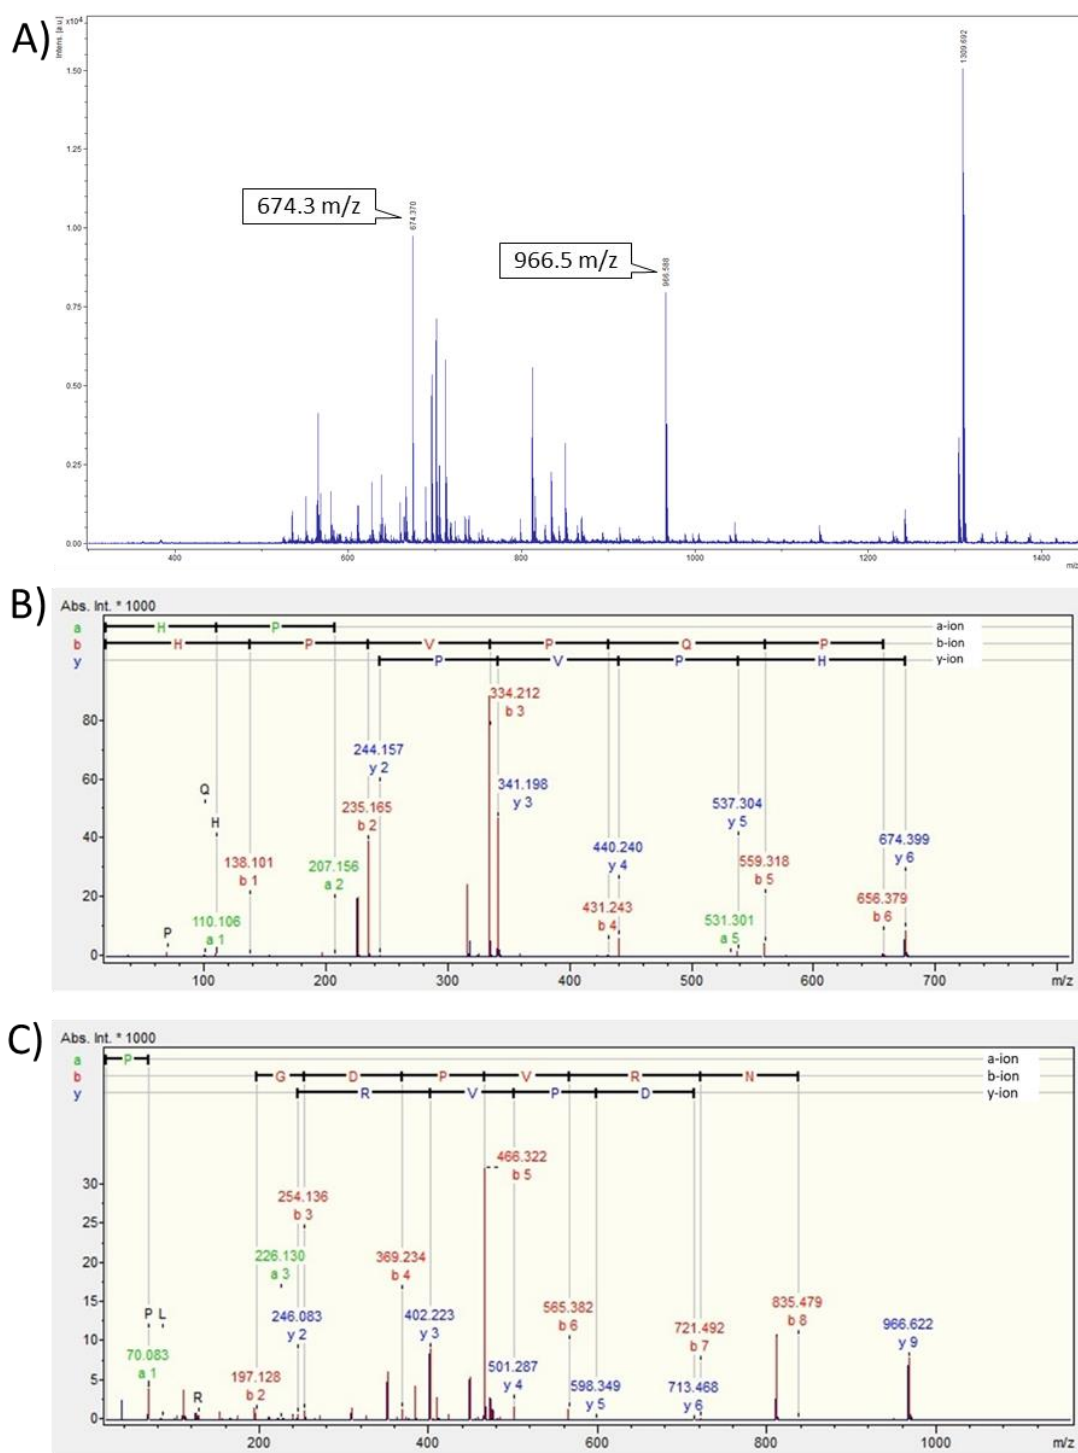 A)
x10⁴
Intens. [a.u.]
1.50
1.25
1.00
0.75
0.50
0.25
0.00
674.3 m/z
674.370
966.5 m/z
966.588
1309.692
400 600 800 1000 1200 1400 m/z
B)
Abs. Int. * 1000
a H P a-ion
b H P V P Q P b-ion
y P V P H y-ion
80
60
40
20
0
P
Q
H
110.106
a 1
138.101
b 1
207.156
a 2
235.165
b 2
244.157
y 2
334.212
b 3
341.198
y 3
431.243
b 4
440.240
y 4
531.301
a 5
537.304
y 5
559.318
b 5
656.379
b 6
674.399
y 6
100 200 300 400 500 600 700 m/z
C)
Abs. Int. * 1000
a P a-ion
b G D P V R N b-ion
y R V P D y-ion
30
25
20
15
10
5
0
P L
R
70.083
a 1
197.128
b 2
226.130
a 3
246.083
y 2
254.136
b 3
369.234
b 4
402.223
y 3
466.322
b 5
501.287
y 4
565.382
b 6
598.349
y 5
713.468
y 6
721.492
b 7
835.479
b 8
966.622
y 9
200 400 600 800 1000 m/z